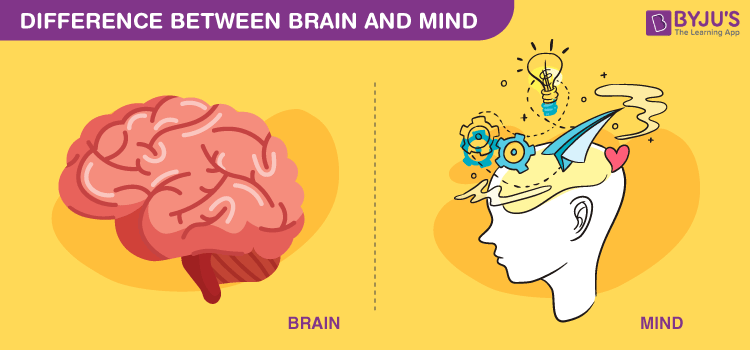 DIFFERENCE BETWEEN BRAIN AND MIND
BYJU'S
The Learning App
BRAIN
MIND